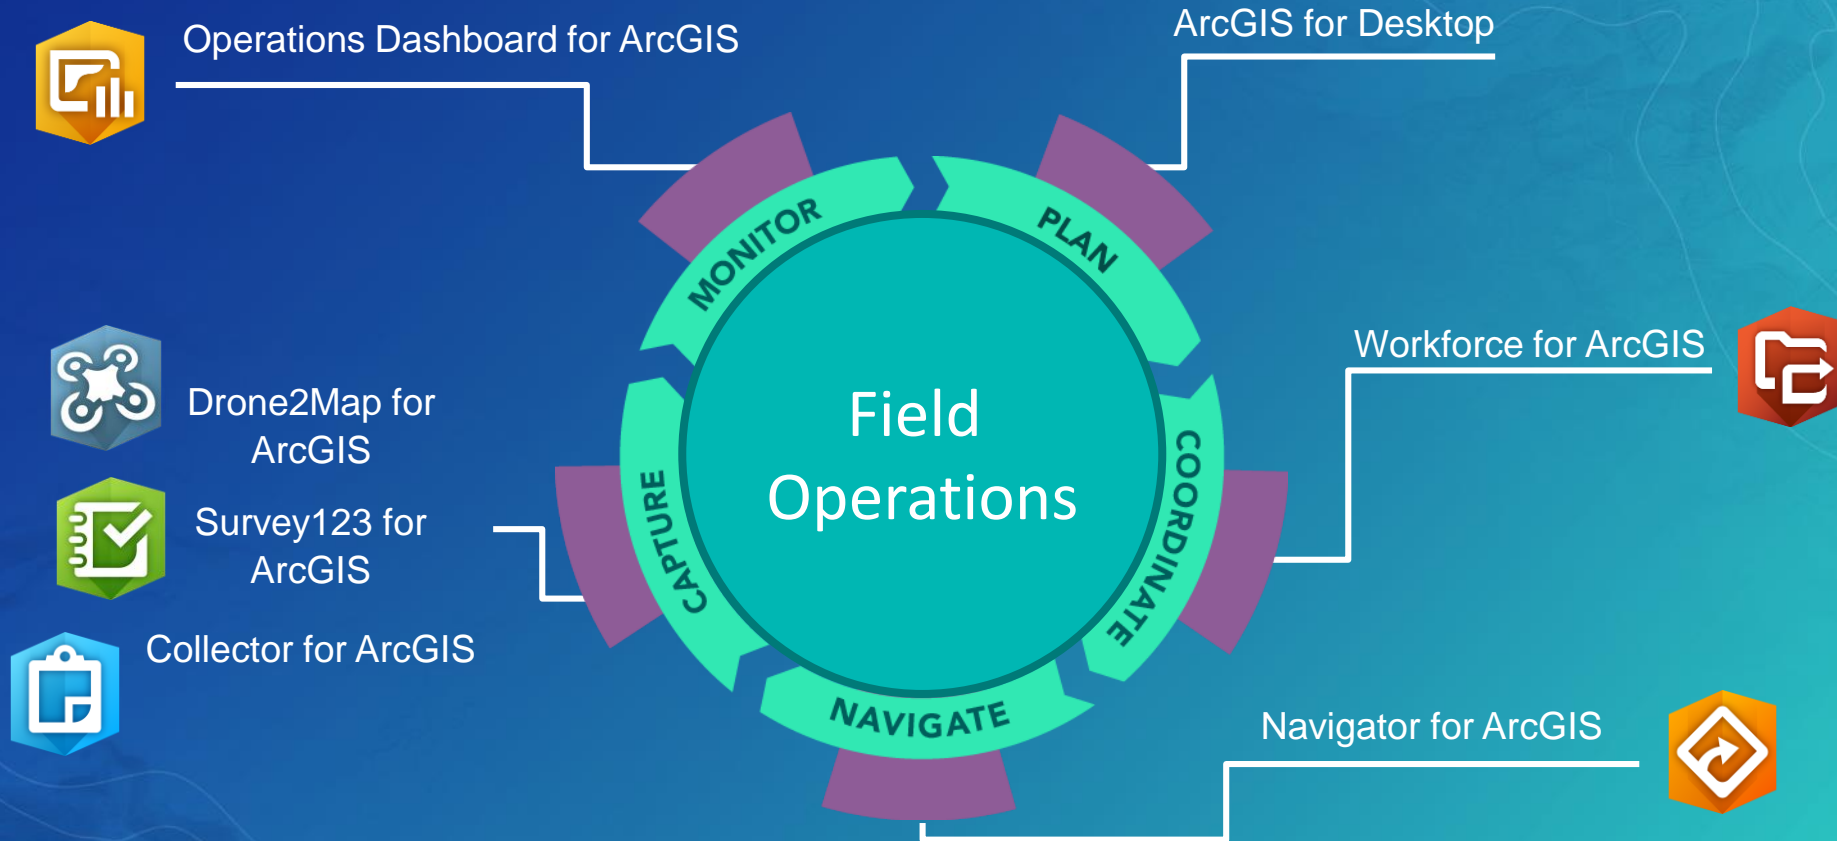 Operations Dashboard for ArcGIS
ArcGIS for Desktop
MONITOR
PLAN
Workforce for ArcGIS
Drone2Map for
ArcGIS
Field
Operations
COORDINATE
CAPTURE
Survey123 for
ArcGIS
Collector for ArcGIS
NAVIGATE
Navigator for ArcGIS